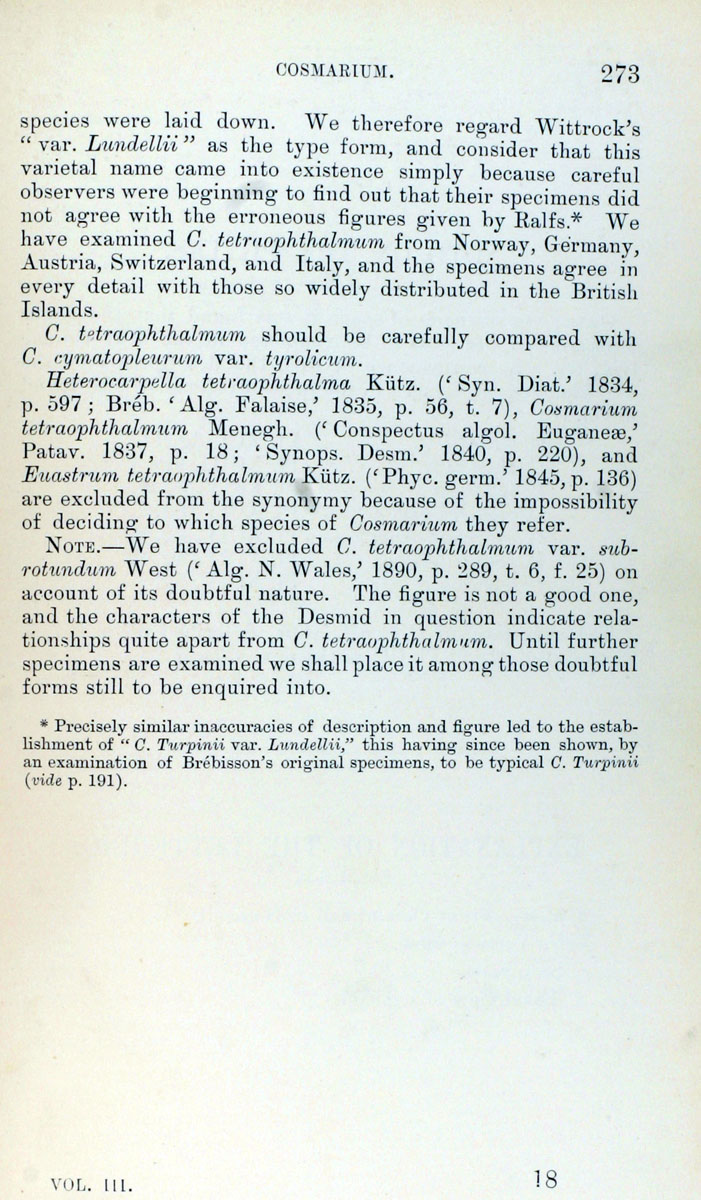 COSMARIUM. 273
species were laid down. We therefore regard Wittrock's
“var. Lundellii” as the type form, and consider that this
varietal name came into existence simply because careful
observers were beginning to find out that their specimens did
not agree with the erroneous figures given by Ralfs.* We
have examined C. tetraophthalmum from Norway, Germany,
Austria, Switzerland, and Italy, and the specimens agree in
every detail with those so widely distributed in the British
Islands.
C. tetraophthalmum should be carefully compared with
C. cymatopleurum var. tyrolicum.
Heterocarpella tetraophthalma Kütz. (‘Syn. Diat.’ 1834,
p. 597; Bréb. ‘Alg. Falaise,’ 1835, p. 56, t. 7), Cosmarium
tetraophthalmum Menegh. (‘Conspectus algol. Euganeæ,’
Patav. 1837, p. 18; ‘Synops. Desm.’ 1840, p. 220), and
Euastrum tetraophthalmum Kütz. (‘Phyc. germ.’ 1845, p. 136)
are excluded from the synonymy because of the impossibility
of deciding to which species of Cosmarium they refer.
NOTE.—We have excluded C. tetraophthalmum var. sub-
rotundum West (‘Alg. N. Wales,’ 1890, p. 289, t. 6, f. 25) on
account of its doubtful nature. The figure is not a good one,
and the characters of the Desmid in question indicate rela-
tionships quite apart from C. tetraophthalmum. Until further
specimens are examined we shall place it among those doubtful
forms still to be enquired into.
* Precisely similar inaccuracies of description and figure led to the estab-
lishment of “C. Turpinii var. Lundellii,” this having since been shown, by
an examination of Brébisson's original specimens, to be typical C. Turpinii
(vide p. 191).
VOL. III. 18